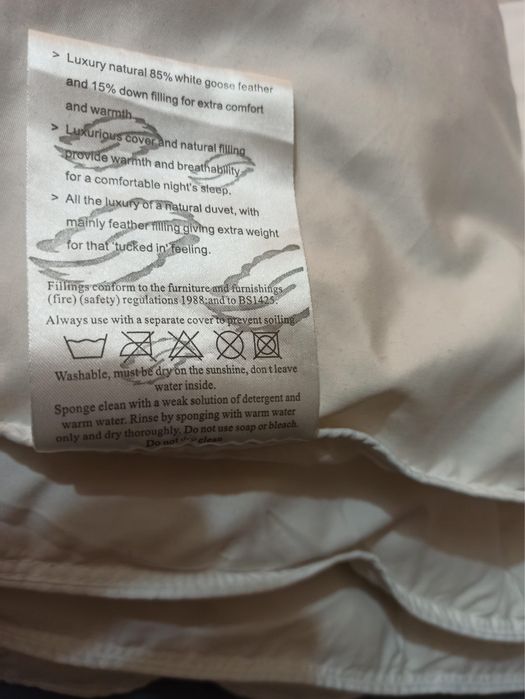 > Luxury natural 85% white goose feather
and 15% down filling for extra comfort
and warmth.
> Luxurious cover and natural filling
provide warmth and breathability
for a comfortable night's sleep.
> All the luxury of a natural duvet, with
mainly feather filling giving extra weight
for that 'tucked in' feeling.
Fillings conform to the furniture and furnishings
(fire) (safety) regulations 1988;and to BS1425.
Always use with a separate cover to prevent soiling
Washable, must be dry on the sunshine, don t leave
water inside.
Sponge clean with a weak solution of detergent and
warm water. Rinse by sponging with warm water
only and dry thoroughly. Do not use soap or bleach.
Do not dry clean